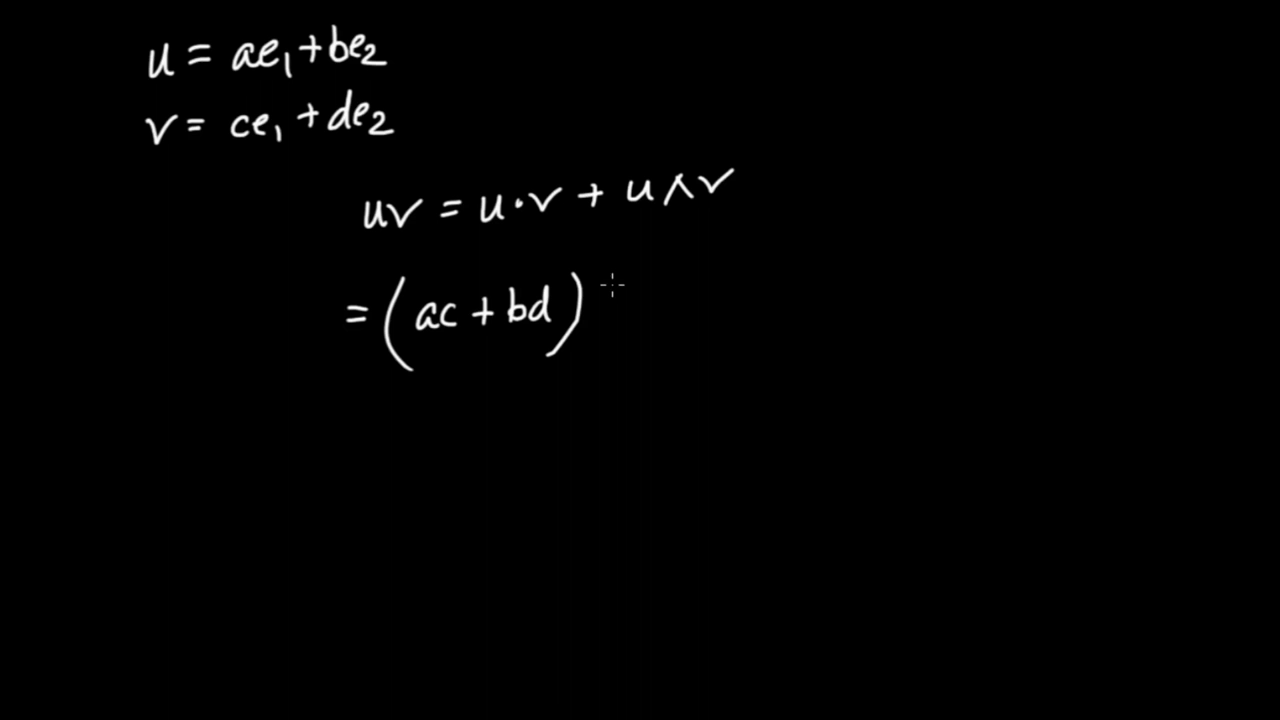 u = ae₁+be₂
v = ce₁ + de₂
uv = u·v + u∧v
= (ac + bd)